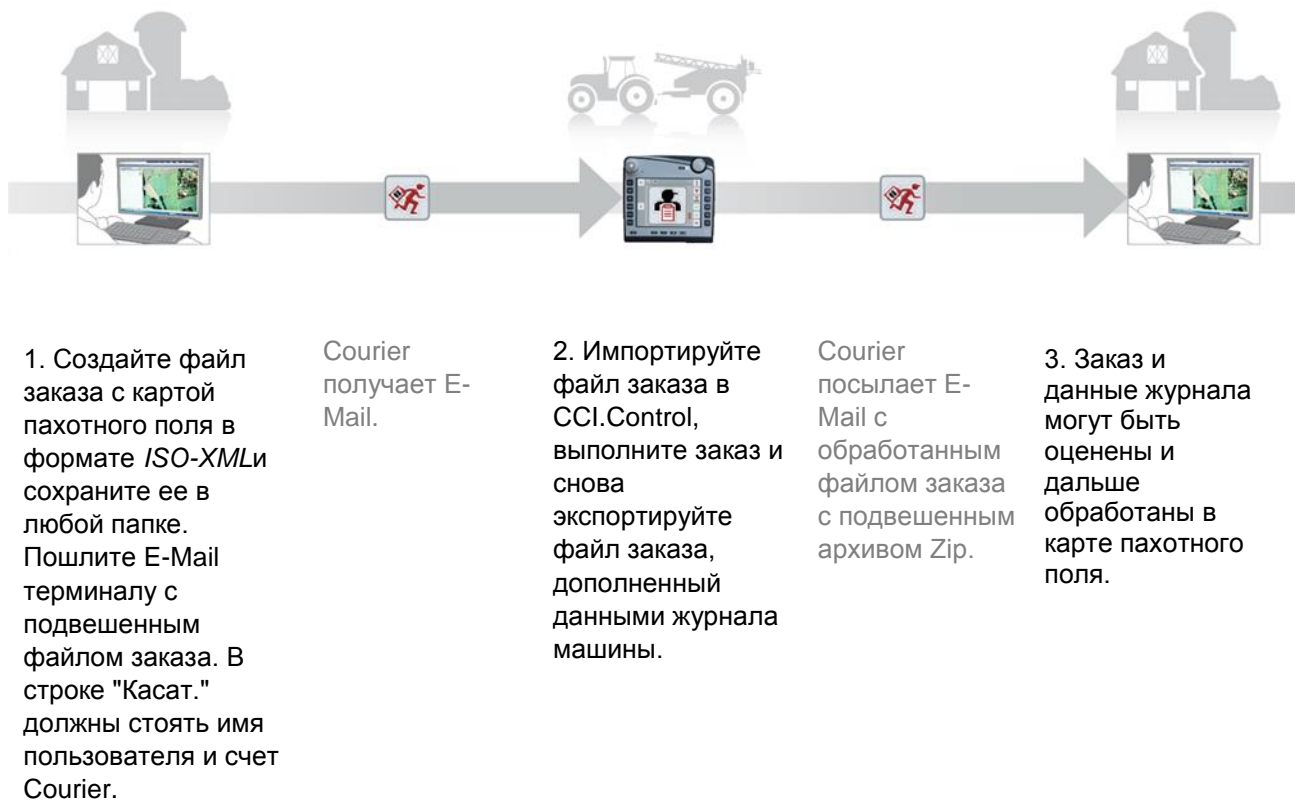 1. Создайте файл
заказа с картой
пахотного поля в
формате ISO-XMLи
сохраните ее в
любой папке.
Пошлите E-Mail
терминалу с
подвешенным
файлом заказа. В
строке "Касат."
должны стоять имя
пользователя и счет
Courier.
Courier
получает E-
Mail.
2. Импортируйте
файл заказа в
CCI.Control,
выполните заказ и
снова
экспортируйте
файл заказа,
дополненный
данными журнала
машины.
Courier
посылает E-
Mail с
обработанным
файлом заказа
с подвешенным
архивом Zip.
3. Заказ и
данные журнала
могут быть
оценены и
дальше
обработаны в
карте пахотного
поля.